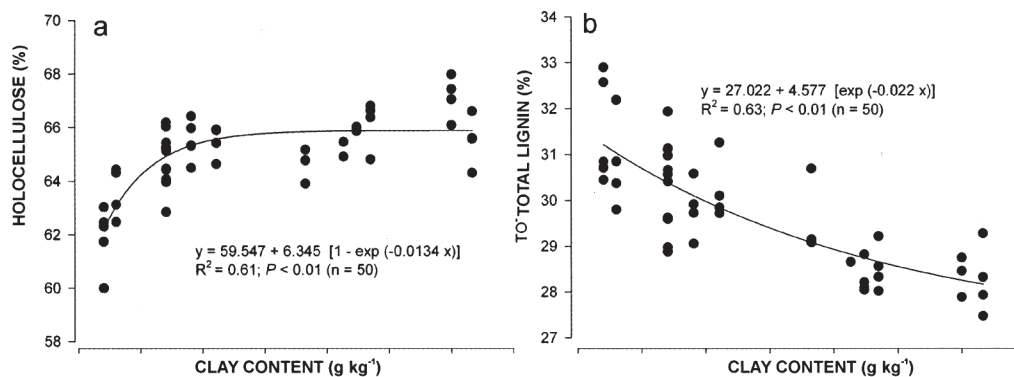 a
70
68
66
64
62
60
58
HOLOCELLULOSE (%)
y = 59.547 + 6.345 [1 - exp (-0.0134 x)]
R² = 0.61; P < 0.01 (n = 50)
CLAY CONTENT (g kg⁻¹)
b
34
33
32
31
30
29
28
27
TO⁻TOTAL LIGNIN (%)
y = 27.022 + 4.577 [exp (-0.022 x)]
R² = 0.63; P < 0.01 (n = 50)
CLAY CONTENT (g kg⁻¹)